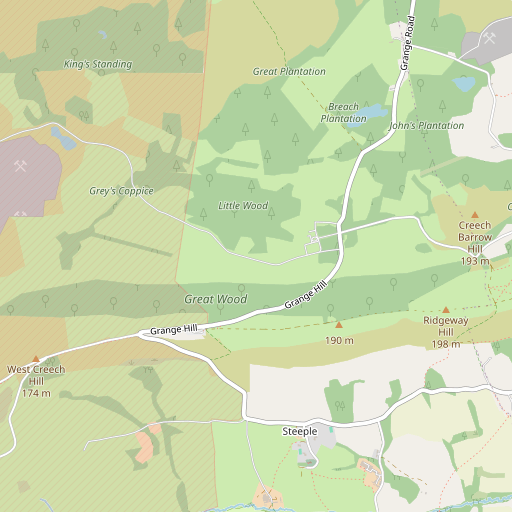 Grange Road
King's Standing
Great Plantation
Breach
Plantation
John's Plantation
Grey's Coppice
Little Wood
Creech
Barrow
Hill
193 m
Great Wood
Grange Hill
Grange Hill
190 m
Ridgeway
Hill
198 m
West Creech
Hill
174 m
Steeple